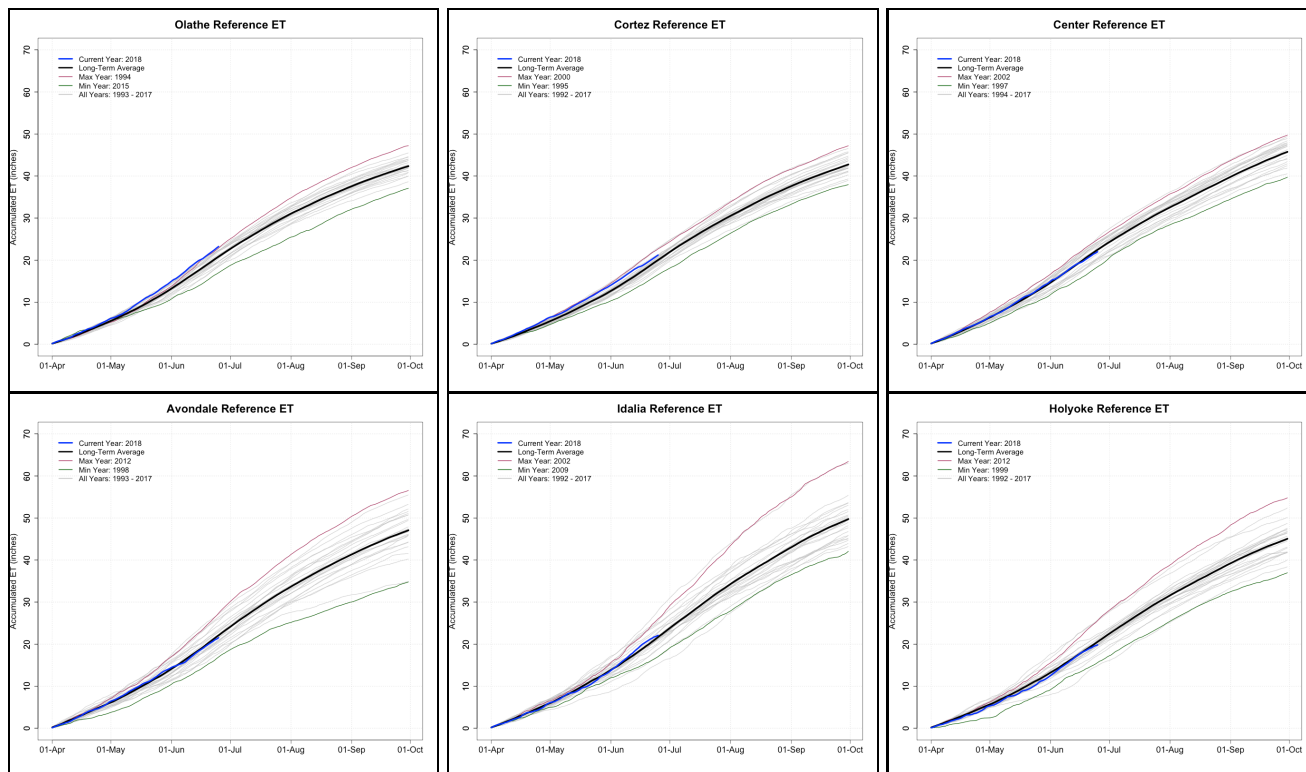 Olathe Reference ET
70
60
50
40
30
20
10
0
Accumulated ET (inches)
Current Year: 2018
Long-Term Average
Max Year: 1994
Min Year: 2015
All Years: 1993 - 2017
01-Apr 01-May 01-Jun 01-Jul 01-Aug 01-Sep 01-Oct
Cortez Reference ET
70
60
50
40
30
20
10
0
Accumulated ET (inches)
Current Year: 2018
Long-Term Average
Max Year: 2000
Min Year: 1995
All Years: 1992 - 2017
01-Apr 01-May 01-Jun 01-Jul 01-Aug 01-Sep 01-Oct
Center Reference ET
70
60
50
40
30
20
10
0
Accumulated ET (inches)
Current Year: 2018
Long-Term Average
Max Year: 2002
Min Year: 1997
All Years: 1994 - 2017
01-Apr 01-May 01-Jun 01-Jul 01-Aug 01-Sep 01-Oct
Avondale Reference ET
70
60
50
40
30
20
10
0
Accumulated ET (inches)
Current Year: 2018
Long-Term Average
Max Year: 2012
Min Year: 1998
All Years: 1993 - 2017
01-Apr 01-May 01-Jun 01-Jul 01-Aug 01-Sep 01-Oct
Idalia Reference ET
70
60
50
40
30
20
10
0
Accumulated ET (inches)
Current Year: 2018
Long-Term Average
Max Year: 2002
Min Year: 2009
All Years: 1992 - 2017
01-Apr 01-May 01-Jun 01-Jul 01-Aug 01-Sep 01-Oct
Holyoke Reference ET
70
60
50
40
30
20
10
0
Accumulated ET (inches)
Current Year: 2018
Long-Term Average
Max Year: 2012
Min Year: 1999
All Years: 1992 - 2017
01-Apr 01-May 01-Jun 01-Jul 01-Aug 01-Sep 01-Oct